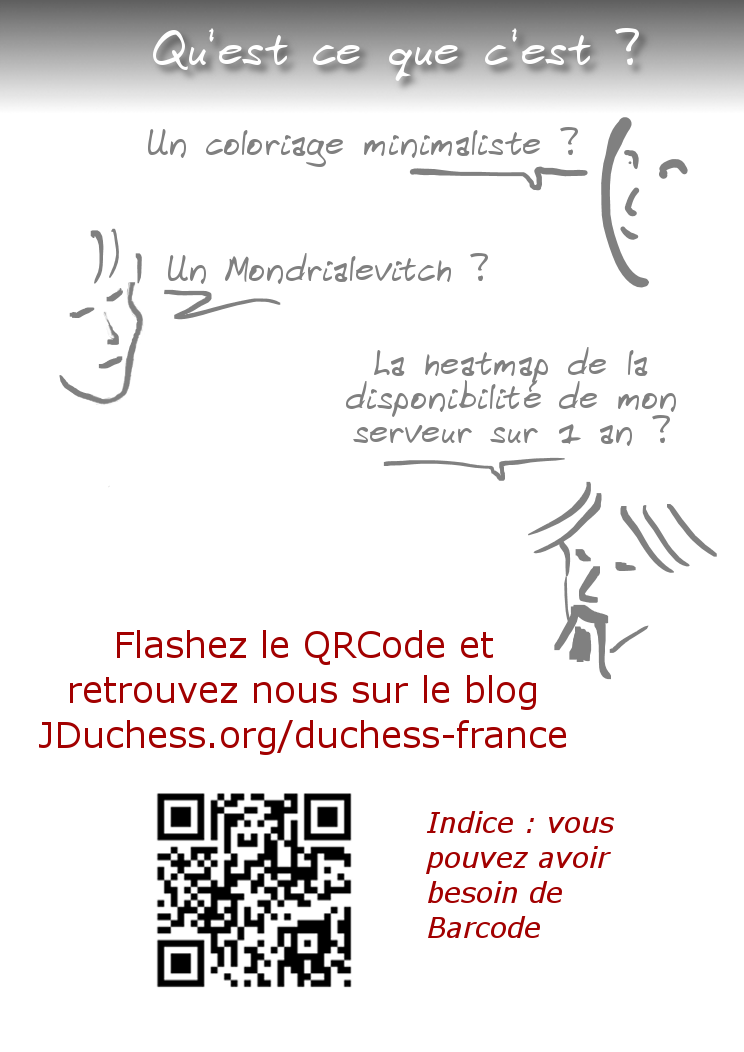 Qu'est ce que c'est ?
Un coloriage minimaliste ?
Un Mondrialevitch ?
La heatmap de la
disponibilité de mon
serveur sur 1 an ?
Flashez le QRCode et
retrouvez nous sur le blog
JDuchess.org/duchess-france
Indice : vous
pouvez avoir
besoin de
Barcode